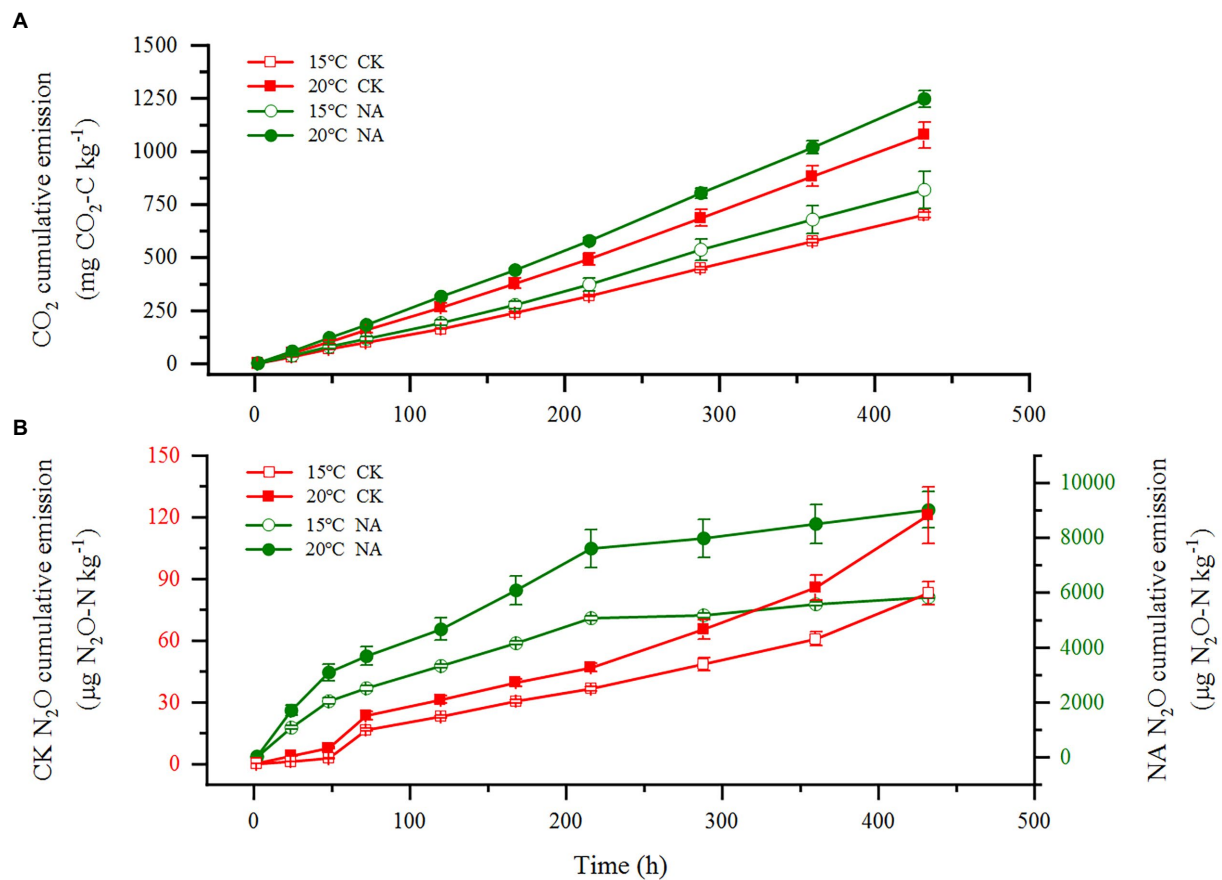 A
CO₂ cumulative emission
(mg CO₂-C kg⁻¹)
1500
1250
1000
750
500
250
0
15℃ CK
20℃ CK
15℃ NA
20℃ NA
0 100 200 300 400 500
B
CK N₂O cumulative emission
(μg N₂O-N kg⁻¹)
150
120
90
60
30
0
15℃ CK
20℃ CK
15℃ NA
20℃ NA
10000
8000
6000
4000
2000
0
NA N₂O cumulative emission
(μg N₂O-N kg⁻¹)
0 100 200 300 400 500
Time (h)